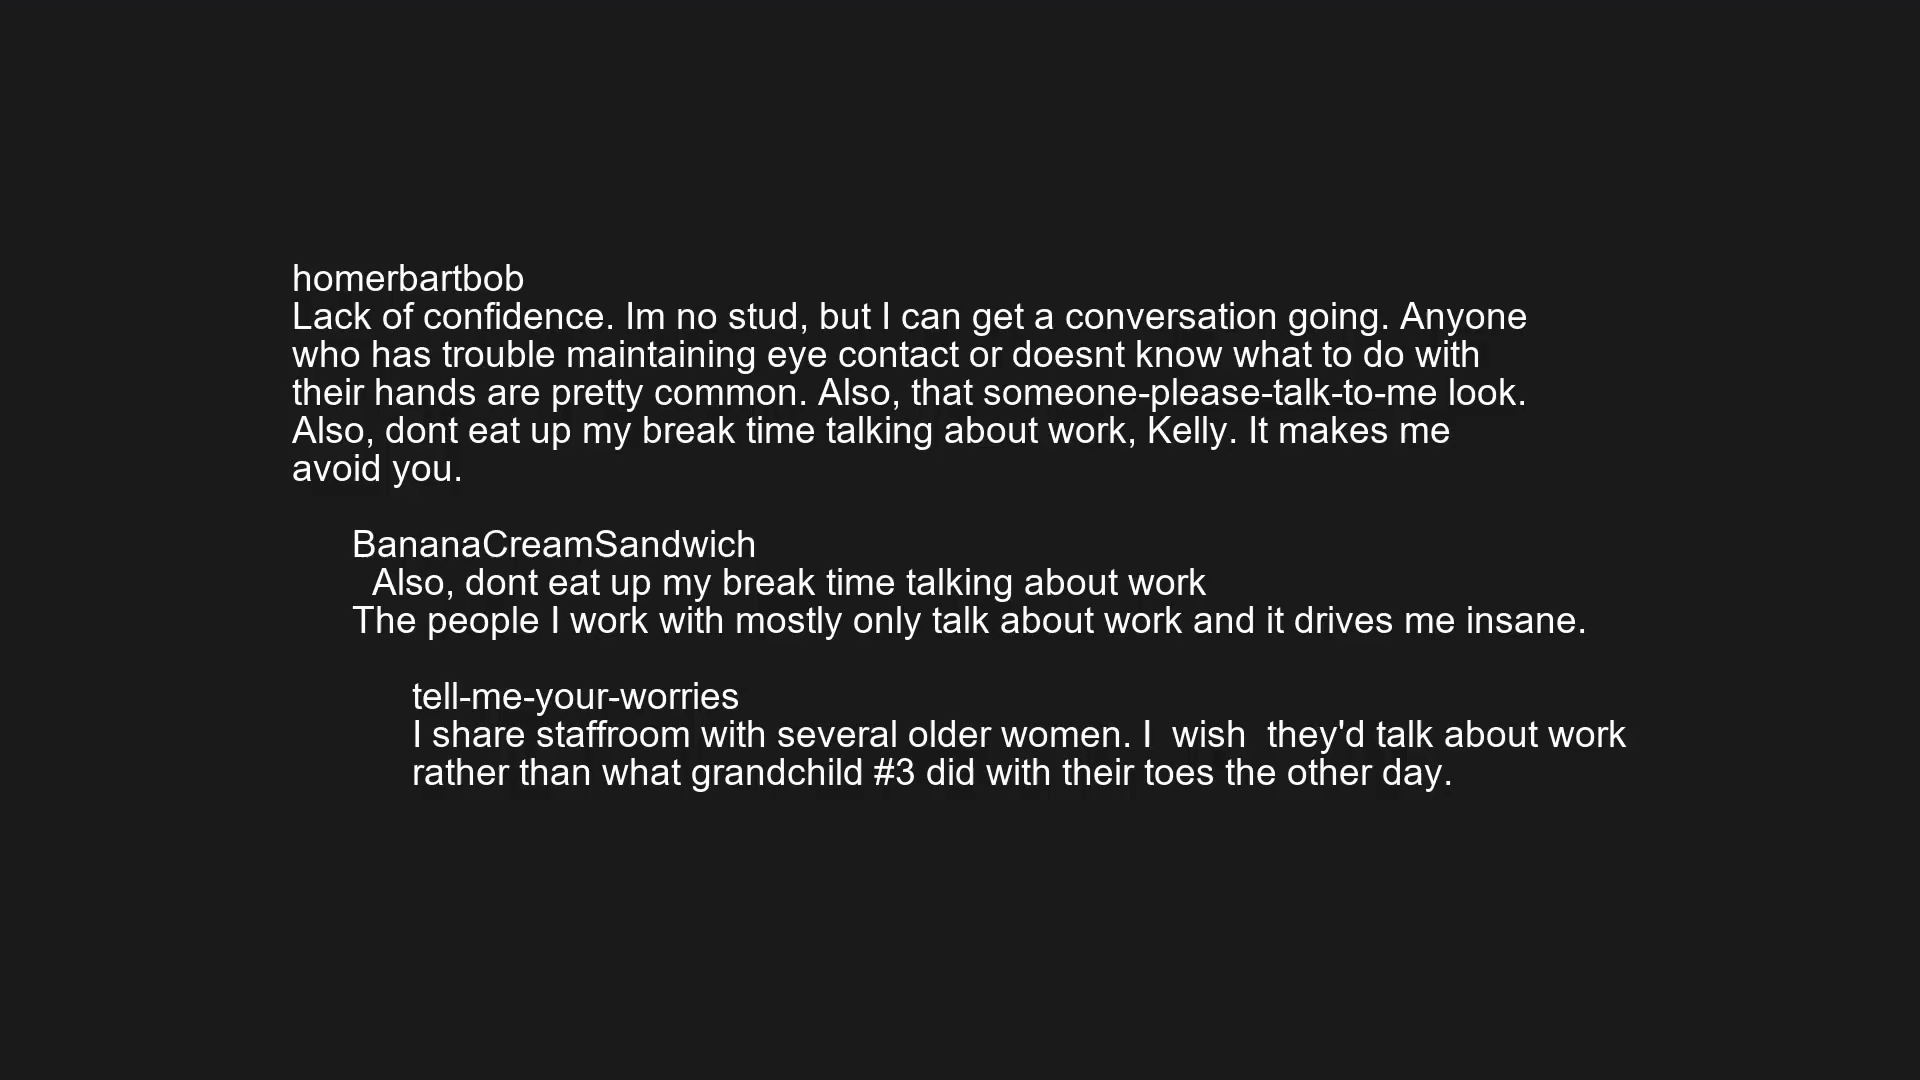 homerbartbob
Lack of confidence. Im no stud, but I can get a conversation going. Anyone
who has trouble maintaining eye contact or doesnt know what to do with
their hands are pretty common. Also, that someone-please-talk-to-me look.
Also, dont eat up my break time talking about work, Kelly. It makes me
avoid you.
BananaCreamSandwich
Also, dont eat up my break time talking about work
The people I work with mostly only talk about work and it drives me insane.
tell-me-your-worries
I share staffroom with several older women. I  wish  they'd talk about work
rather than what grandchild #3 did with their toes the other day.